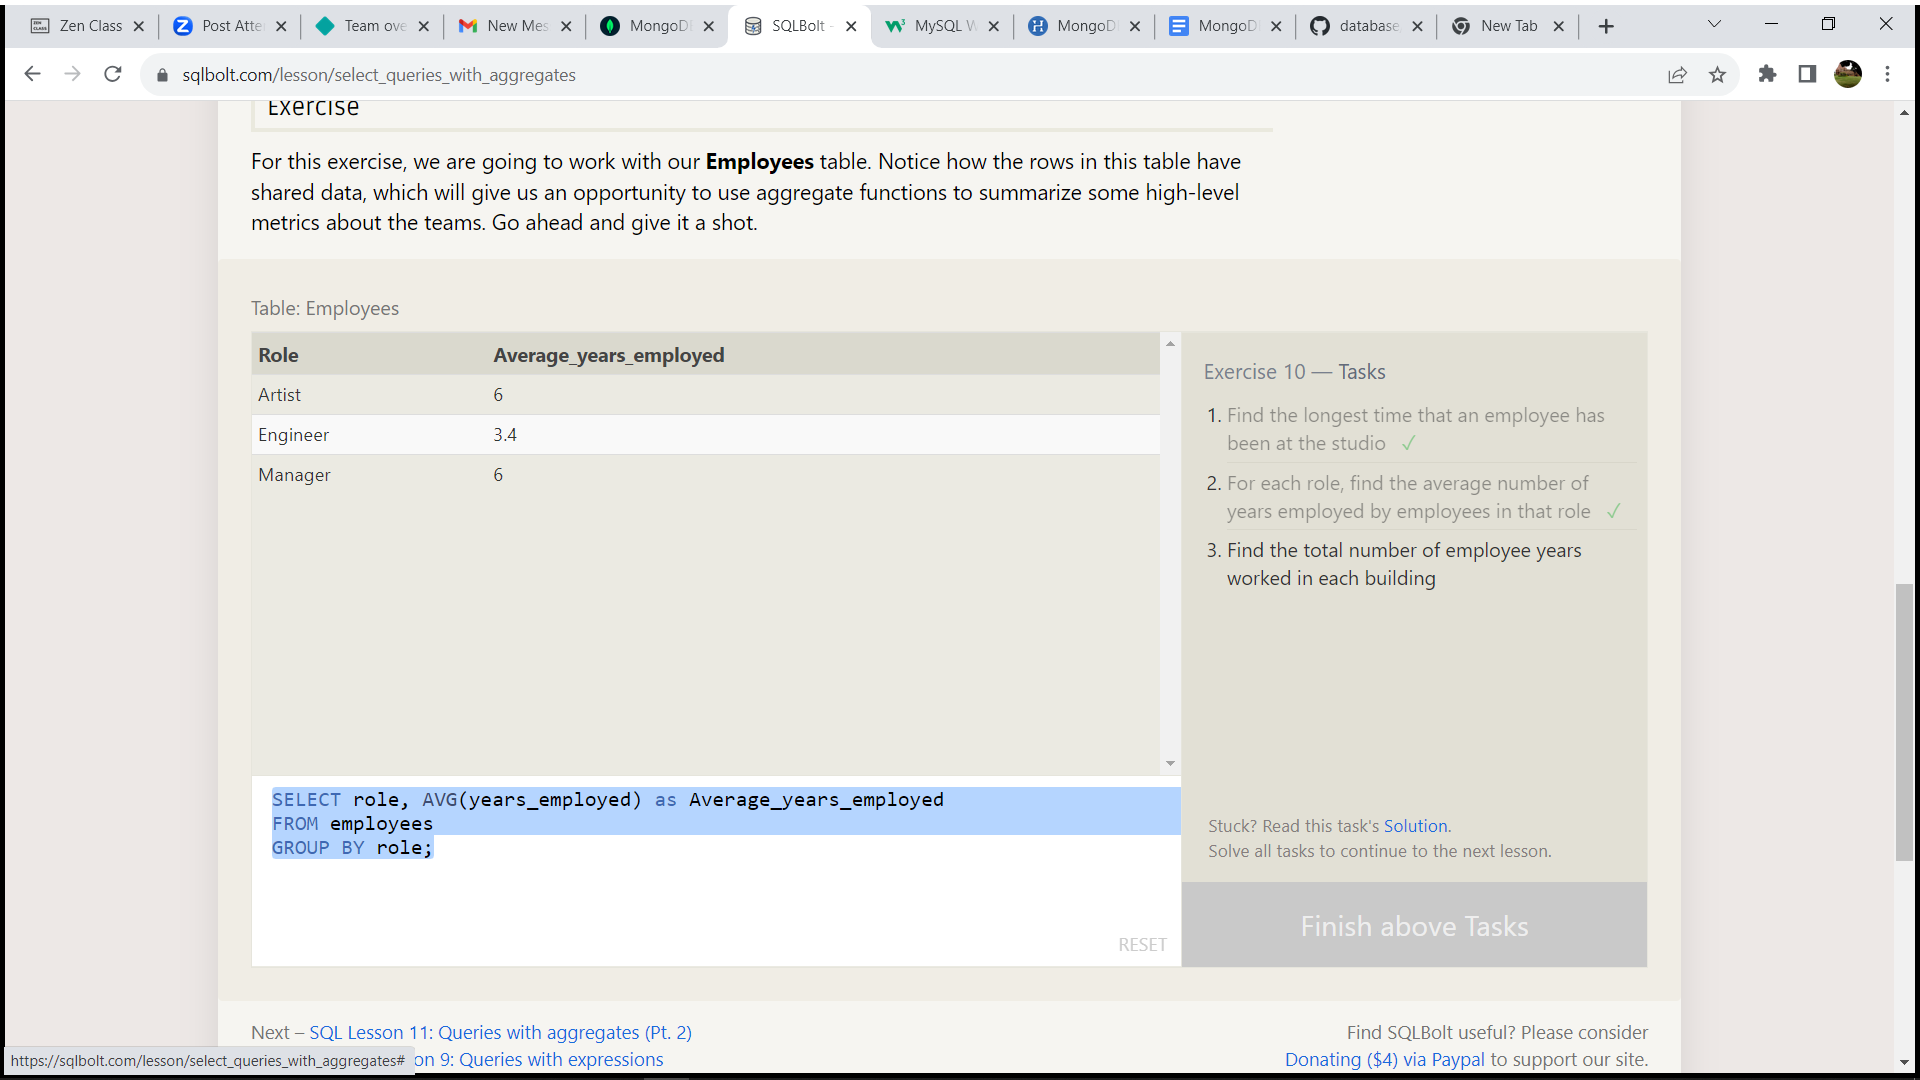 Zen Class
Post Atte
Team ove
New Mes
MongoD
SQLBolt -
MySQL W
MongoD
MongoD
database
New Tab
sqlbolt.com/lesson/select_queries_with_aggregates
Exercise
For this exercise, we are going to work with our Employees table. Notice how the rows in this table have
shared data, which will give us an opportunity to use aggregate functions to summarize some high-level
metrics about the teams. Go ahead and give it a shot.
Table: Employees
Role Average_years_employed
Artist 6
Engineer 3.4
Manager 6
Exercise 10 — Tasks
1. Find the longest time that an employee has
been at the studio ✓
2. For each role, find the average number of
years employed by employees in that role ✓
3. Find the total number of employee years
worked in each building
SELECT role, AVG(years_employed) as Average_years_employed
FROM employees
GROUP BY role;
RESET
Stuck? Read this task's Solution.
Solve all tasks to continue to the next lesson.
Finish above Tasks
Next – SQL Lesson 11: Queries with aggregates (Pt. 2)
on 9: Queries with expressions
Find SQLBolt useful? Please consider
Donating ($4) via Paypal to support our site.
https://sqlbolt.com/lesson/select_queries_with_aggregates#